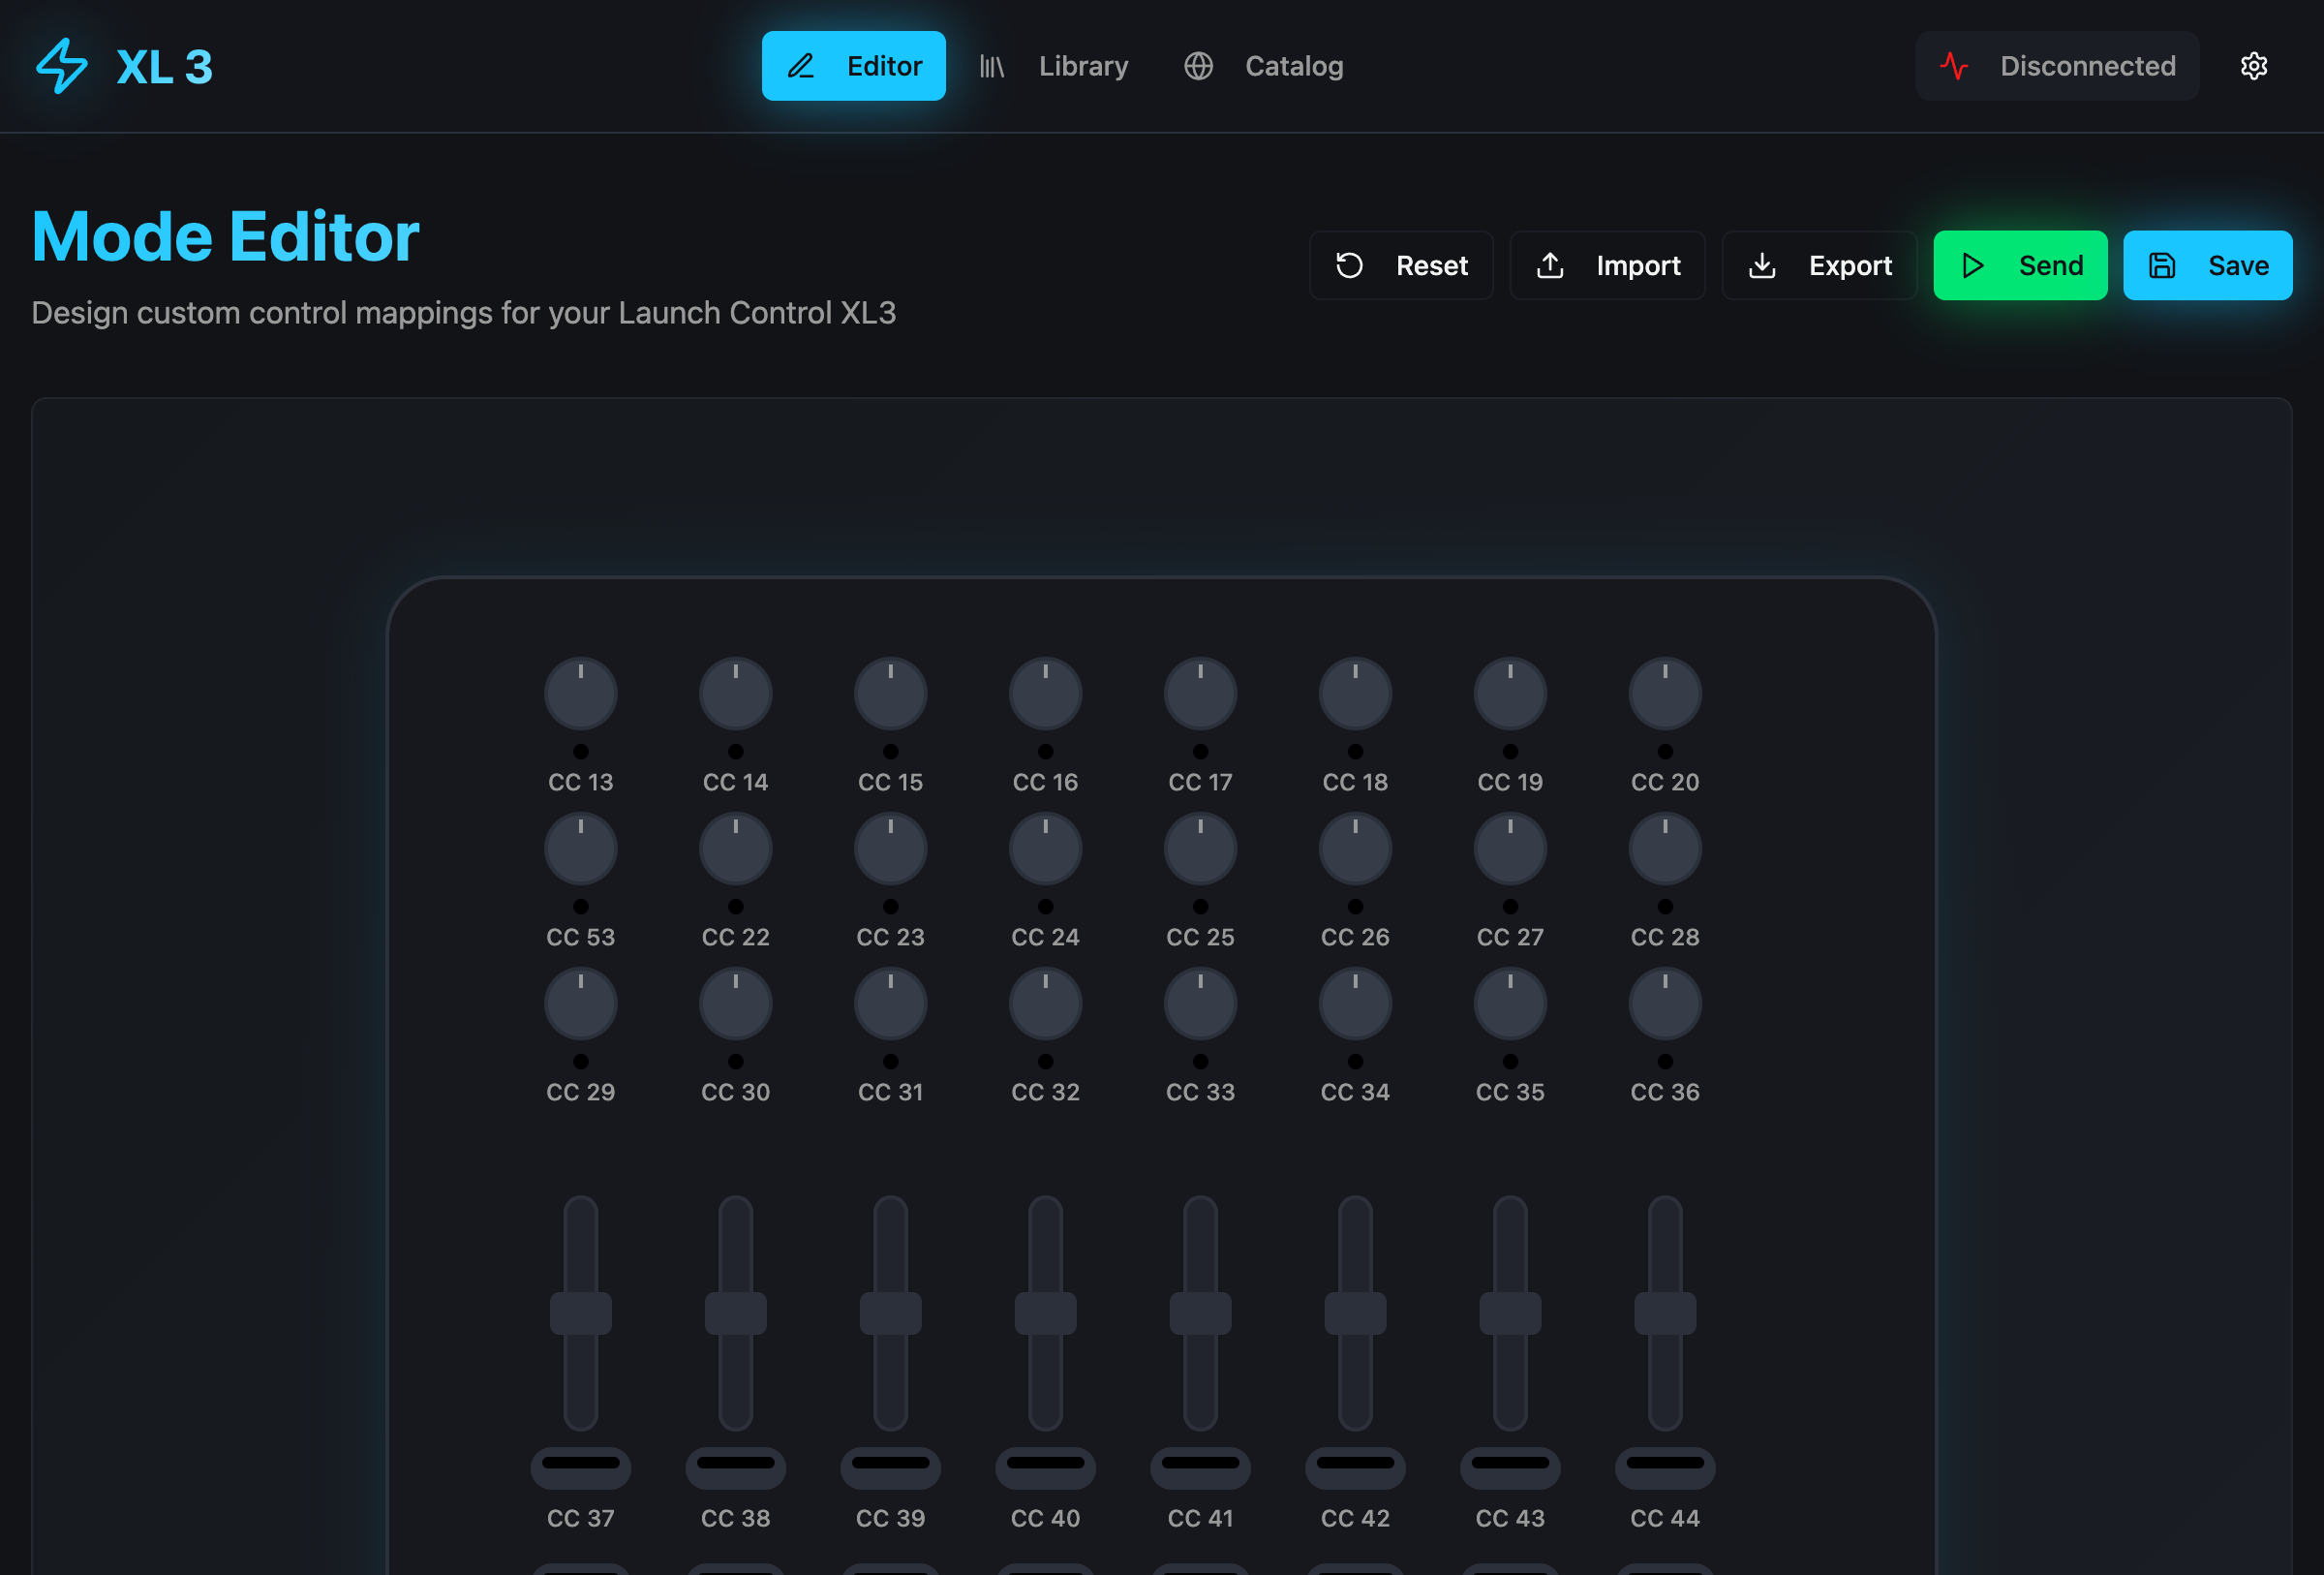 XL 3
Editor
Library
Catalog
Disconnected
Mode Editor
Design custom control mappings for your Launch Control XL3
Reset
Import
Export
Send
Save
CC 13 CC 14 CC 15 CC 16 CC 17 CC 18 CC 19 CC 20
CC 53 CC 22 CC 23 CC 24 CC 25 CC 26 CC 27 CC 28
CC 29 CC 30 CC 31 CC 32 CC 33 CC 34 CC 35 CC 36
CC 37 CC 38 CC 39 CC 40 CC 41 CC 42 CC 43 CC 44